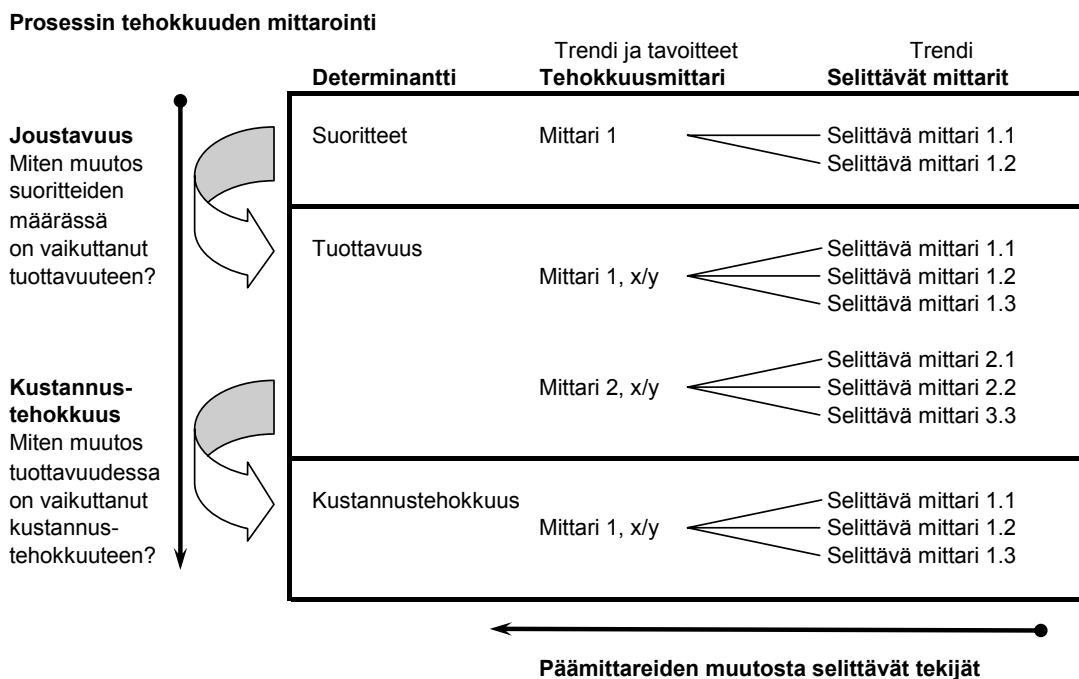 Prosessin tehokkuuden mittarointi
Trendi ja tavoitteet
Trendi
Determinantti
Tehokkuusmittari
Selittävät mittarit
Joustavuus
Miten muutos
suoritteiden
määrässä
on vaikuttanut
tuottavuuteen?
Suoritteet
Mittari 1
Selittävä mittari 1.1
Selittävä mittari 1.2
Tuottavuus
Mittari 1, x/y
Selittävä mittari 1.1
Selittävä mittari 1.2
Selittävä mittari 1.3
Mittari 2, x/y
Selittävä mittari 2.1
Selittävä mittari 2.2
Selittävä mittari 3.3
Kustannus-
tehokkuus
Miten muutos
tuottavuudessa
on vaikuttanut
kustannus-
tehokkuuteen?
Kustannustehokkuus
Mittari 1, x/y
Selittävä mittari 1.1
Selittävä mittari 1.2
Selittävä mittari 1.3
Päämittareiden muutosta selittävät tekijät